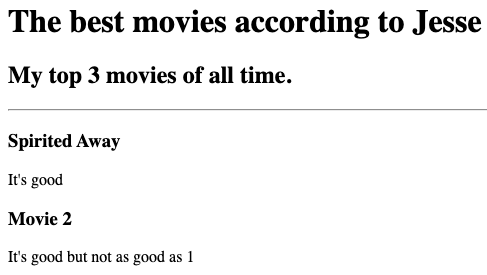 The best movies according to Jesse
My top 3 movies of all time.
Spirited Away
It's good
Movie 2
It's good but not as good as 1